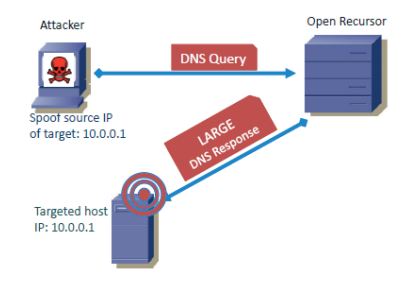 Attacker
Open Recursor
DNS Query
Spoof source IP
of target: 10.0.0.1
LARGE
DNS Response
Targeted host
IP: 10.0.0.1